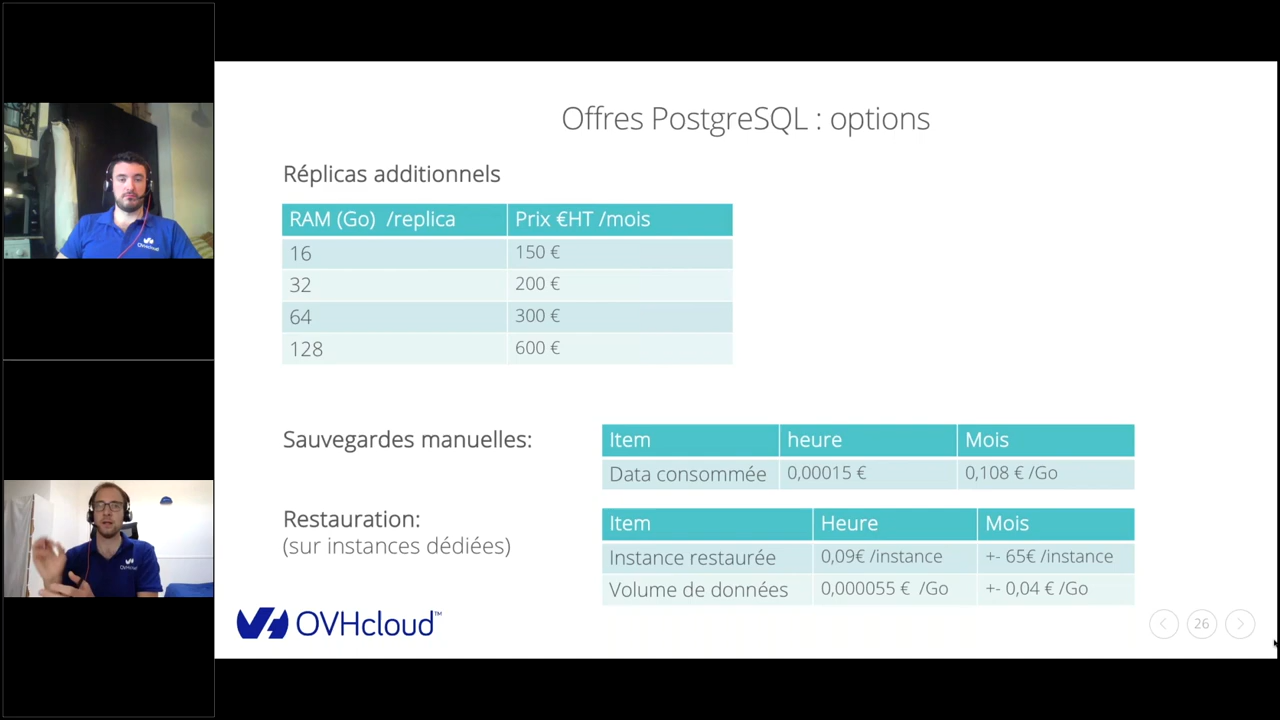 Offres PostgreSQL : options
Réplicas additionnels
RAM (Go) /replica Prix €HT /mois
16 150 €
32 200 €
64 300 €
128 600 €
Sauvegardes manuelles:
Item heure Mois
Data consommée 0,00015 € 0,108 € /Go
Restauration:
(sur instances dédiées)
Item Heure Mois
Instance restaurée 0,09€ /instance +- 65€ /instance
Volume de données 0,000055 € /Go +- 0,04 € /Go
OVHcloud™
26
OVHcloud
OVHcloud